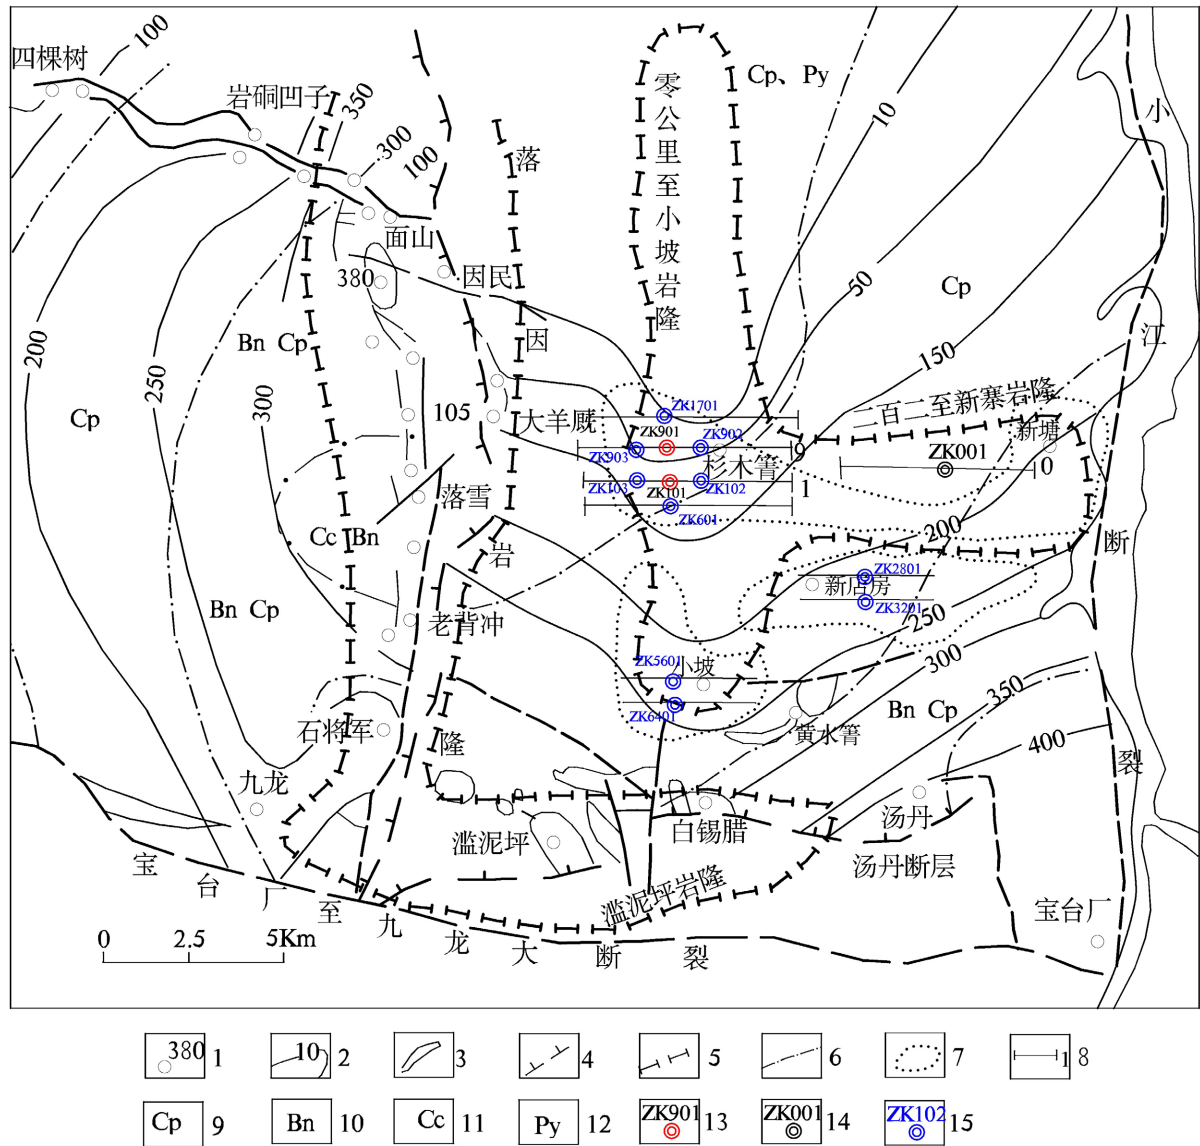 100
四棵树
岩硐凹子
350
300
100
落
零公里至小坡岩隆
Cp、Py
10
小
面山
380
因民
因
50
Cp
江
200
Bn Cp
250
300
Cp
105
大羊厩
ZK1701
ZK901
ZK902
ZK903
杉木箐
9
150
二百二至新寨岩隆
新塘
ZK001
0
ZK103
ZK101
ZK102
1
ZK601
落雪
Cc Bn
岩
200
断
ZK2801
新店房
ZK3201
Bn Cp
老背冲
250
ZK5601
小坡
300
ZK6401
350
Bn Cp
石将军
隆
黄水箐
400
裂
九龙
滥泥坪
白锡腊
汤丹
汤丹断层
滥泥坪岩隆
宝台厂
宝台厂至九龙大断裂
0 2.5 5Km
380 1
10 2
3
4
5
6
7
1 8
Cp 9
Bn 10
Cc 11
Py 12
ZK901 13
ZK001 14
ZK102 15